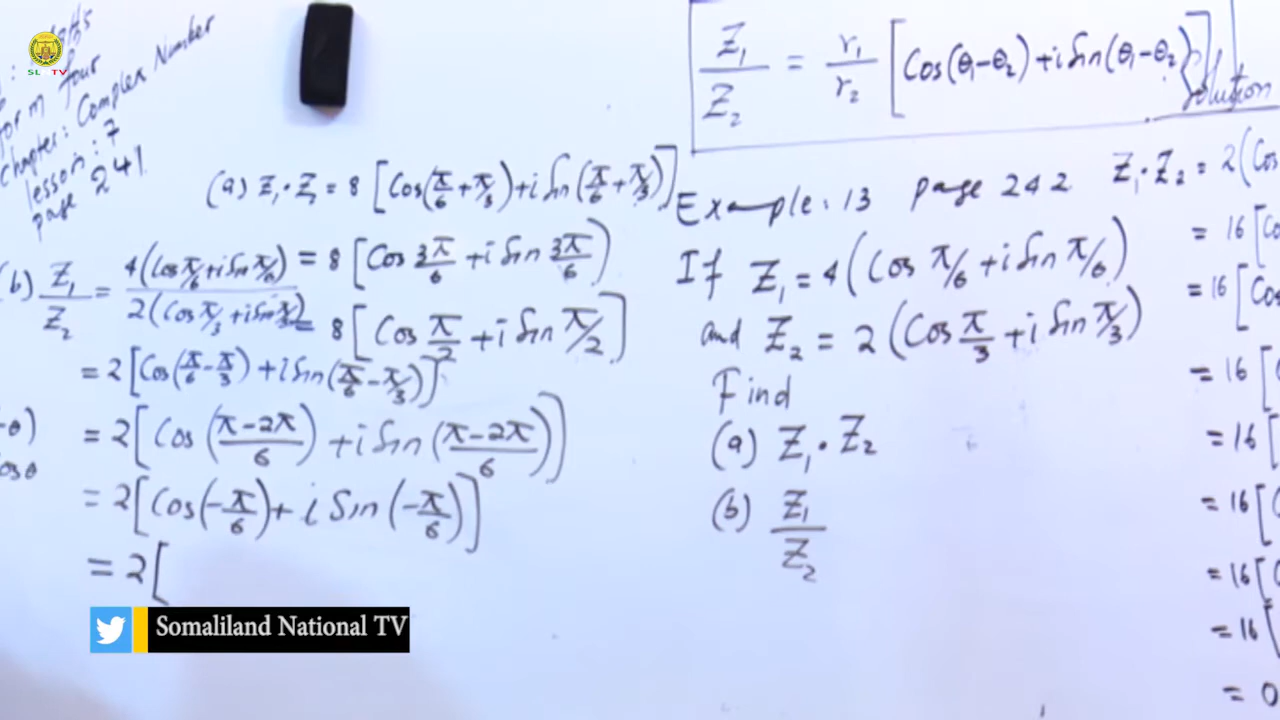 SL TV
form four
Chapter: Complex Number
lesson: 7
page 241
(a) Z₁·Z₂ = 8 [Cos(π/6 + π/3) + i Sin(π/6 + π/3)]
= 8 [Cos 3π/6 + i Sin 3π/6)
= 8 [Cos π/2 + i Sin π/2]
(b) Z₁/Z₂ = 4(Cos π/6 + i Sin π/6) / 2(Cos π/3 + i Sin π/3)
= 2 [Cos(π/6 - π/3) + i Sin(π/6 - π/3)]
= 2 [Cos (π-2π/6) + i Sin (π-2π/6)]
= 2 [Cos(-π/6) + i Sin (-π/6)]
= 2 [
-θ)
osθ
Z₁/Z₂ = r₁/r₂ [Cos(θ₁-θ₂) + i Sin(θ₁-θ₂)]
Example: 13 page 242
If Z₁ = 4 (Cos π/6 + i Sin π/6)
and Z₂ = 2 (Cos π/3 + i Sin π/3)
Find
(a) Z₁ · Z₂
(b) Z₁/Z₂
Solution
Z₁·Z₂ = 2(Cos
= 16 [Co
= 16 [Cos
= 16 [
= 16 [
= 16 [
= 16 [
= 16
= 0
Somaliland National TV